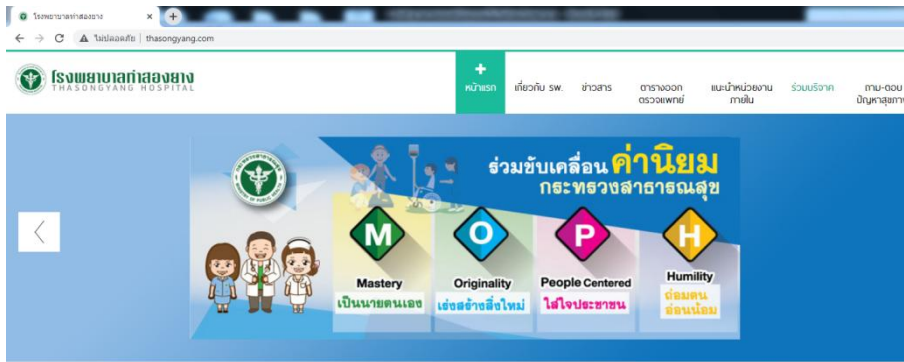 โรงพยาบาลท่าสองยาง
ไม่ปลอดภัย | thasongyang.com
โรงพยาบาลท่าสองยาง
THASONGYANG HOSPITAL
หน้าแรก
เกี่ยวกับ รพ.
ข่าวสาร
ตารางออก
ตรวจแพทย์
แนะนำหน่วยงาน
ภายใน
ร่วมบริจาค
ถาม-ตอบ
ปัญหาสุขภาพ
ร่วมขับเคลื่อน ค่านิยม
กระทรวงสาธารณสุข
M
O
P
H
Mastery
เป็นนายตนเอง
Originality
เร่งสร้างสิ่งใหม่
People Centered
ใส่ใจประชาชน
Humility
ถ่อมตน
อ่อนน้อม